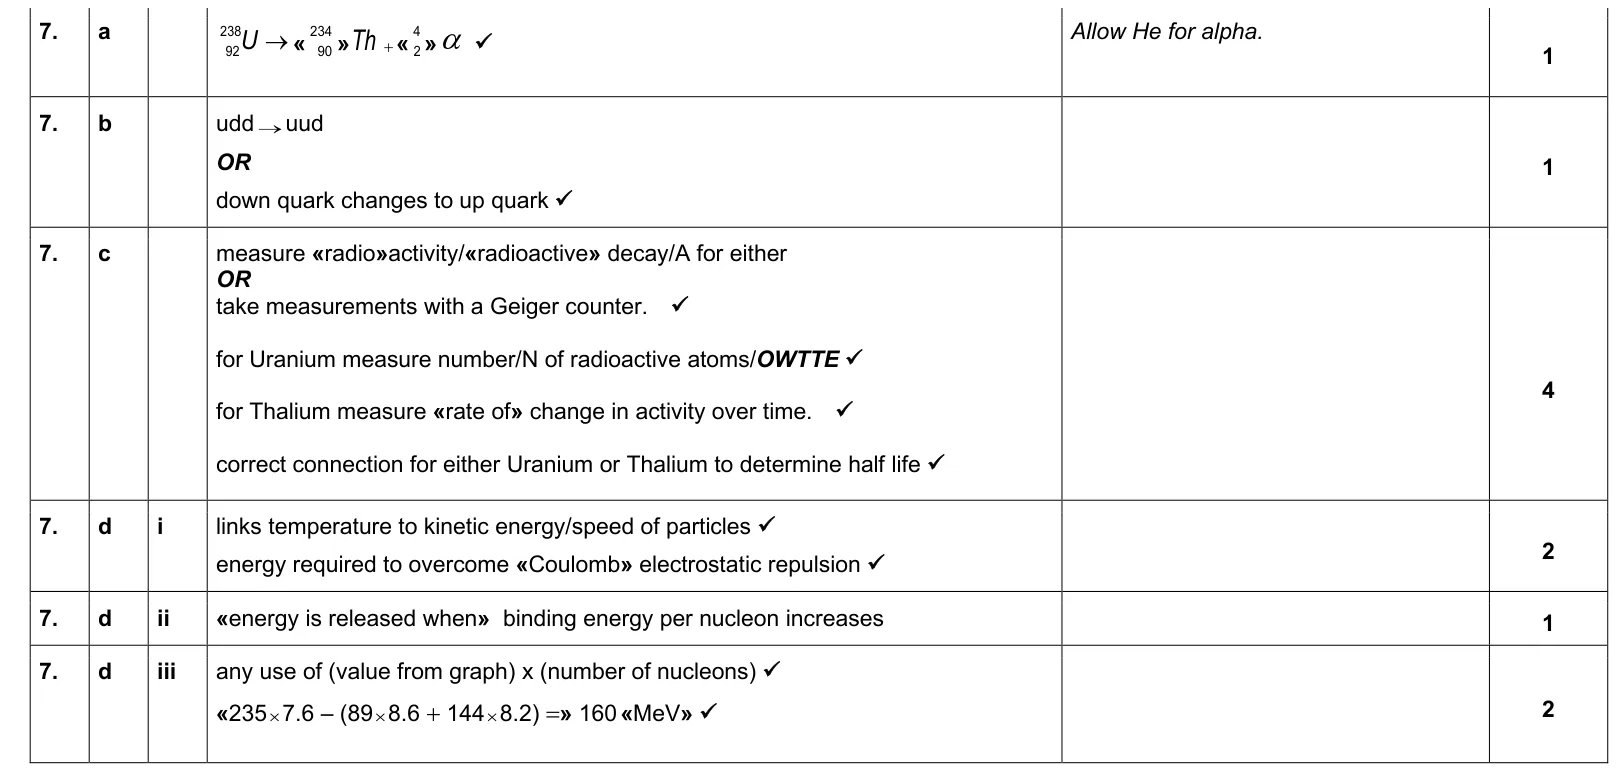 7. a ²³⁸₉₂U → «²³⁴₉₀»Th + «⁴₂»α ✓ Allow He for alpha. 1
7. b udd → uud
OR
1
down quark changes to up quark ✓
7. c measure «radio»activity/«radioactive» decay/A for either
OR
take measurements with a Geiger counter. ✓
for Uranium measure number/N of radioactive atoms/OWTTE ✓
4
for Thalium measure «rate of» change in activity over time. ✓
correct connection for either Uranium or Thalium to determine half life ✓
7. d i links temperature to kinetic energy/speed of particles ✓
2
energy required to overcome «Coulomb» electrostatic repulsion ✓
7. d ii «energy is released when» binding energy per nucleon increases 1
7. d iii any use of (value from graph) x (number of nucleons) ✓
«235×7.6 – (89×8.6 + 144×8.2) =» 160 «MeV» ✓ 2